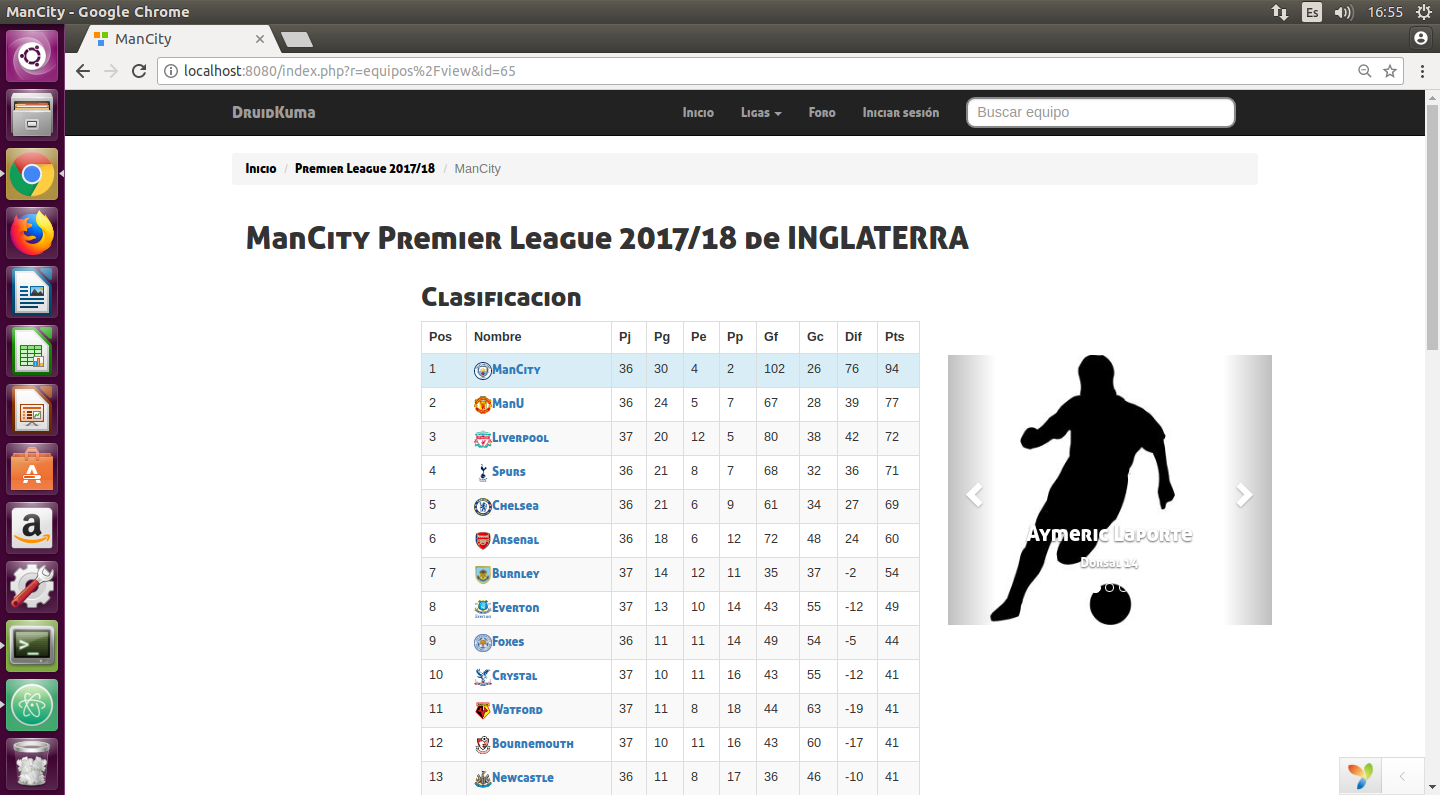 ManCity - Google Chrome
Es
16:55
ManCity
localhost:8080/index.php?r=equipos%2Fview&id=65
DruidKuma
Inicio
Ligas
Foro
Iniciar sesión
Buscar equipo
Inicio / Premier League 2017/18 / ManCity
ManCity Premier League 2017/18 de INGLATERRA
Clasificacion
Pos Nombre Pj Pg Pe Pp Gf Gc Dif Pts
1 ManCity 36 30 4 2 102 26 76 94
2 ManU 36 24 5 7 67 28 39 77
3 Liverpool 37 20 12 5 80 38 42 72
4 Spurs 36 21 8 7 68 32 36 71
5 Chelsea 36 21 6 9 61 34 27 69
6 Arsenal 36 18 6 12 72 48 24 60
7 Burnley 37 14 12 11 35 37 -2 54
8 Everton 37 13 10 14 43 55 -12 49
9 Foxes 36 11 11 14 49 54 -5 44
10 Crystal 37 10 11 16 43 55 -12 41
11 Watford 37 11 8 18 44 63 -19 41
12 Bournemouth 37 10 11 16 43 60 -17 41
13 Newcastle 36 11 8 17 36 46 -10 41
Aymeric Laporte
Dorsal 14